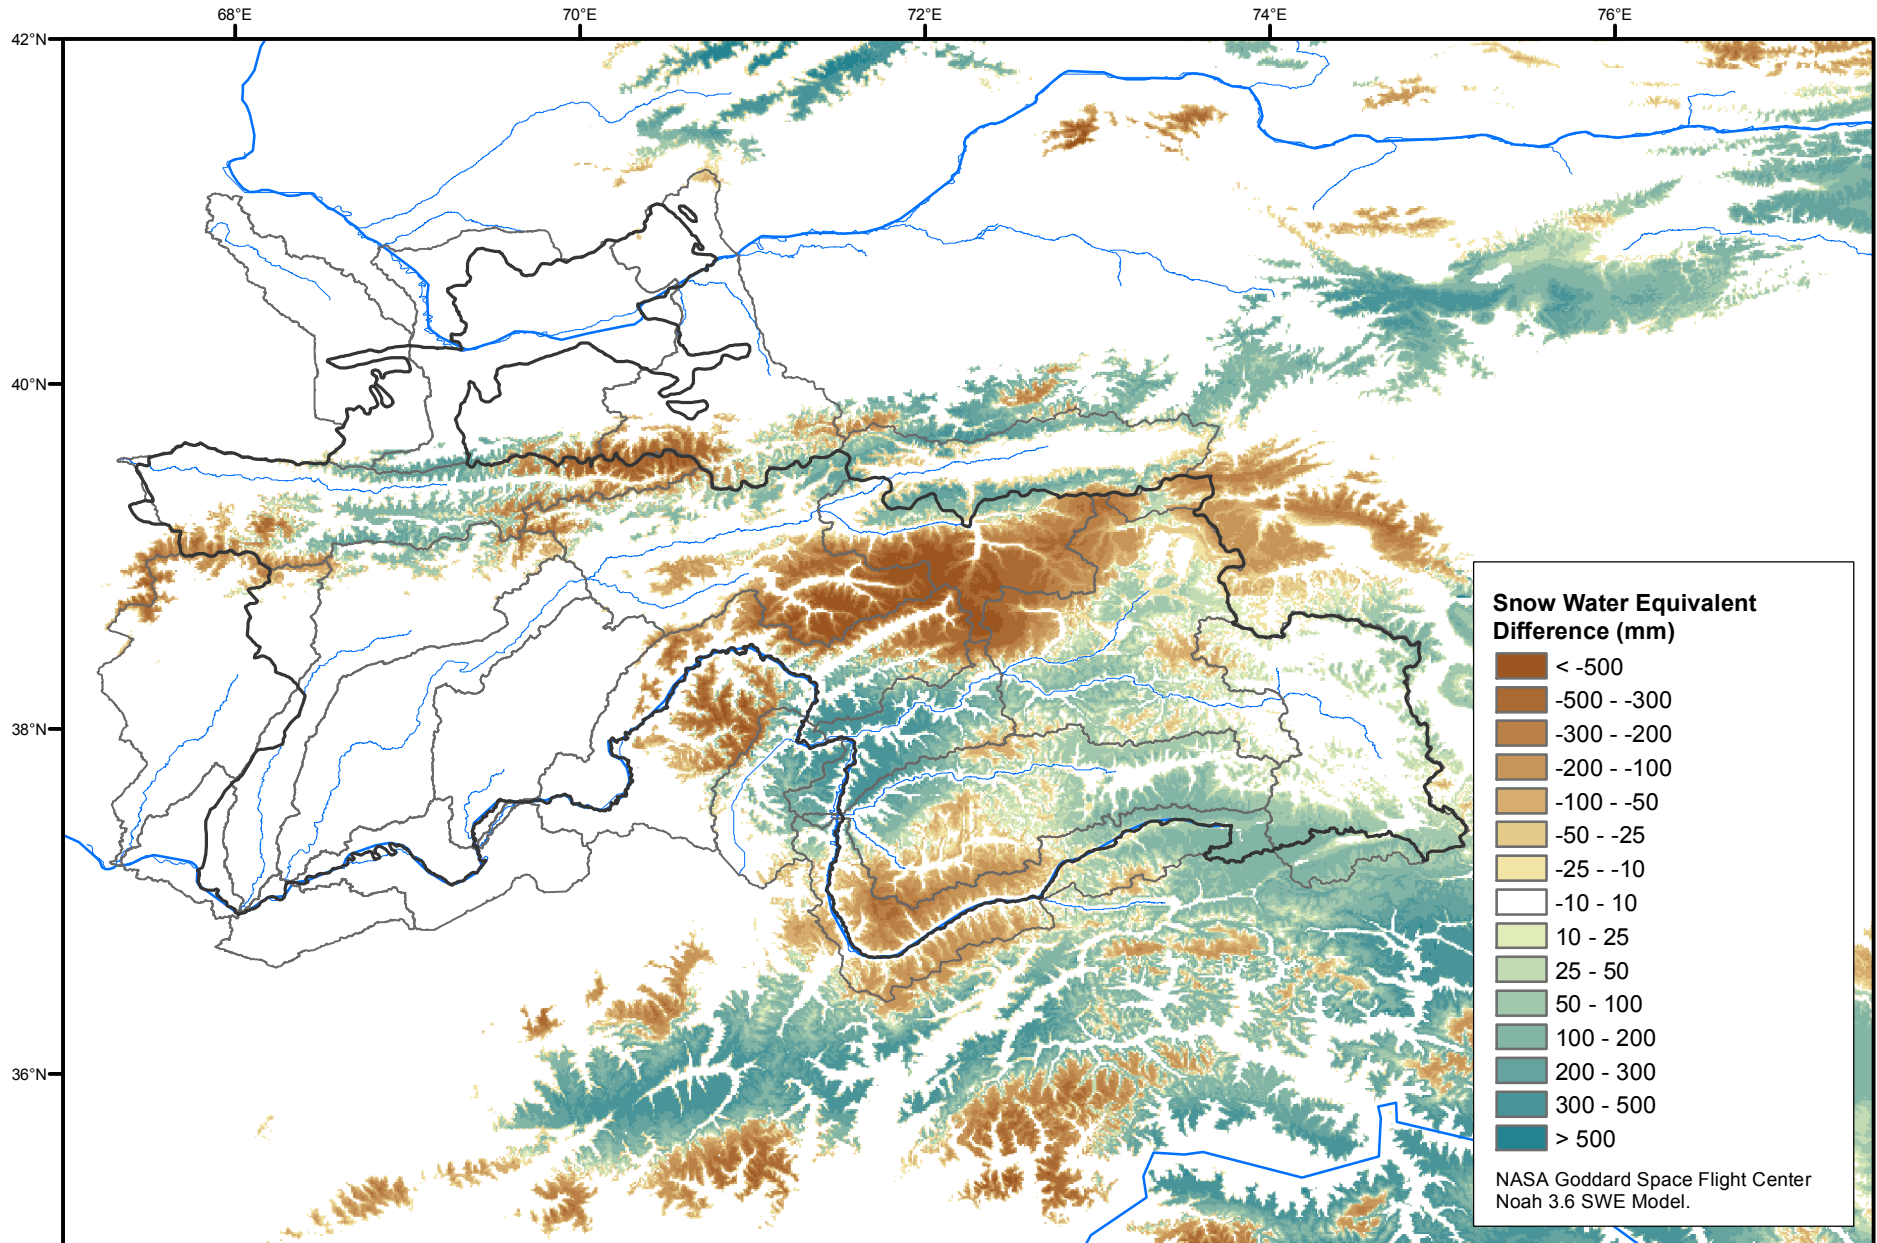 68°E 70°E 72°E 74°E 76°E
42°N
40°N
38°N
36°N
Snow Water Equivalent
Difference (mm)
< -500
-500 - -300
-300 - -200
-200 - -100
-100 - -50
-50 - -25
-25 - -10
-10 - 10
10 - 25
25 - 50
50 - 100
100 - 200
200 - 300
300 - 500
> 500
NASA Goddard Space Flight Center
Noah 3.6 SWE Model.